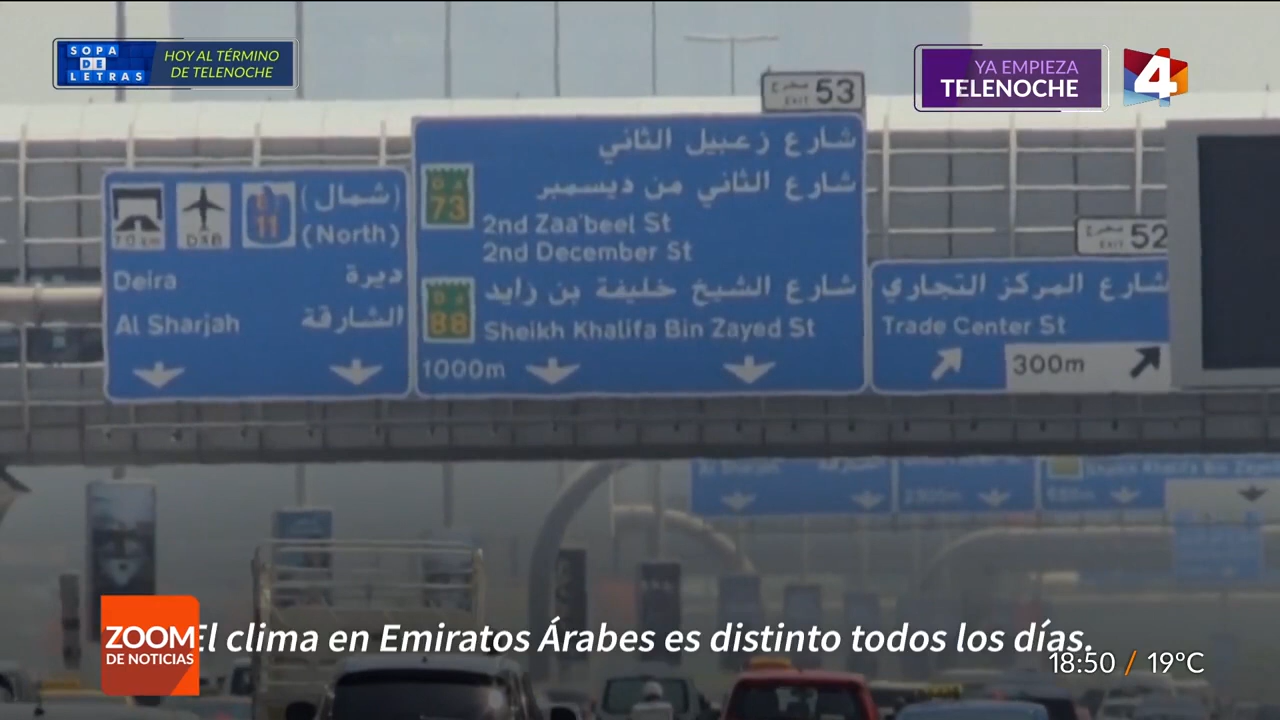 SOPA
DE
LETRAS
HOY AL TÉRMINO
DE TELENOCHE
YA EMPIEZA
TELENOCHE
4
مخرج
EXIT 53
شارع زعبيل الثاني
شارع الثاني من ديسمبر
73
2nd Zaa'beel St
2nd December St
شارع الشيخ خليفة بن زايد
88
Sheikh Khalifa Bin Zayed St
1000m
DXB
11
(شمال)
(North)
Deira
ديرة
Al Sharjah
الشارقة
مخرج
EXIT 52
شارع المركز التجاري
Trade Center St
300m
ZOOM
DE NOTICIAS
El clima en Emiratos Árabes es distinto todos los días.
18:50 / 19°C